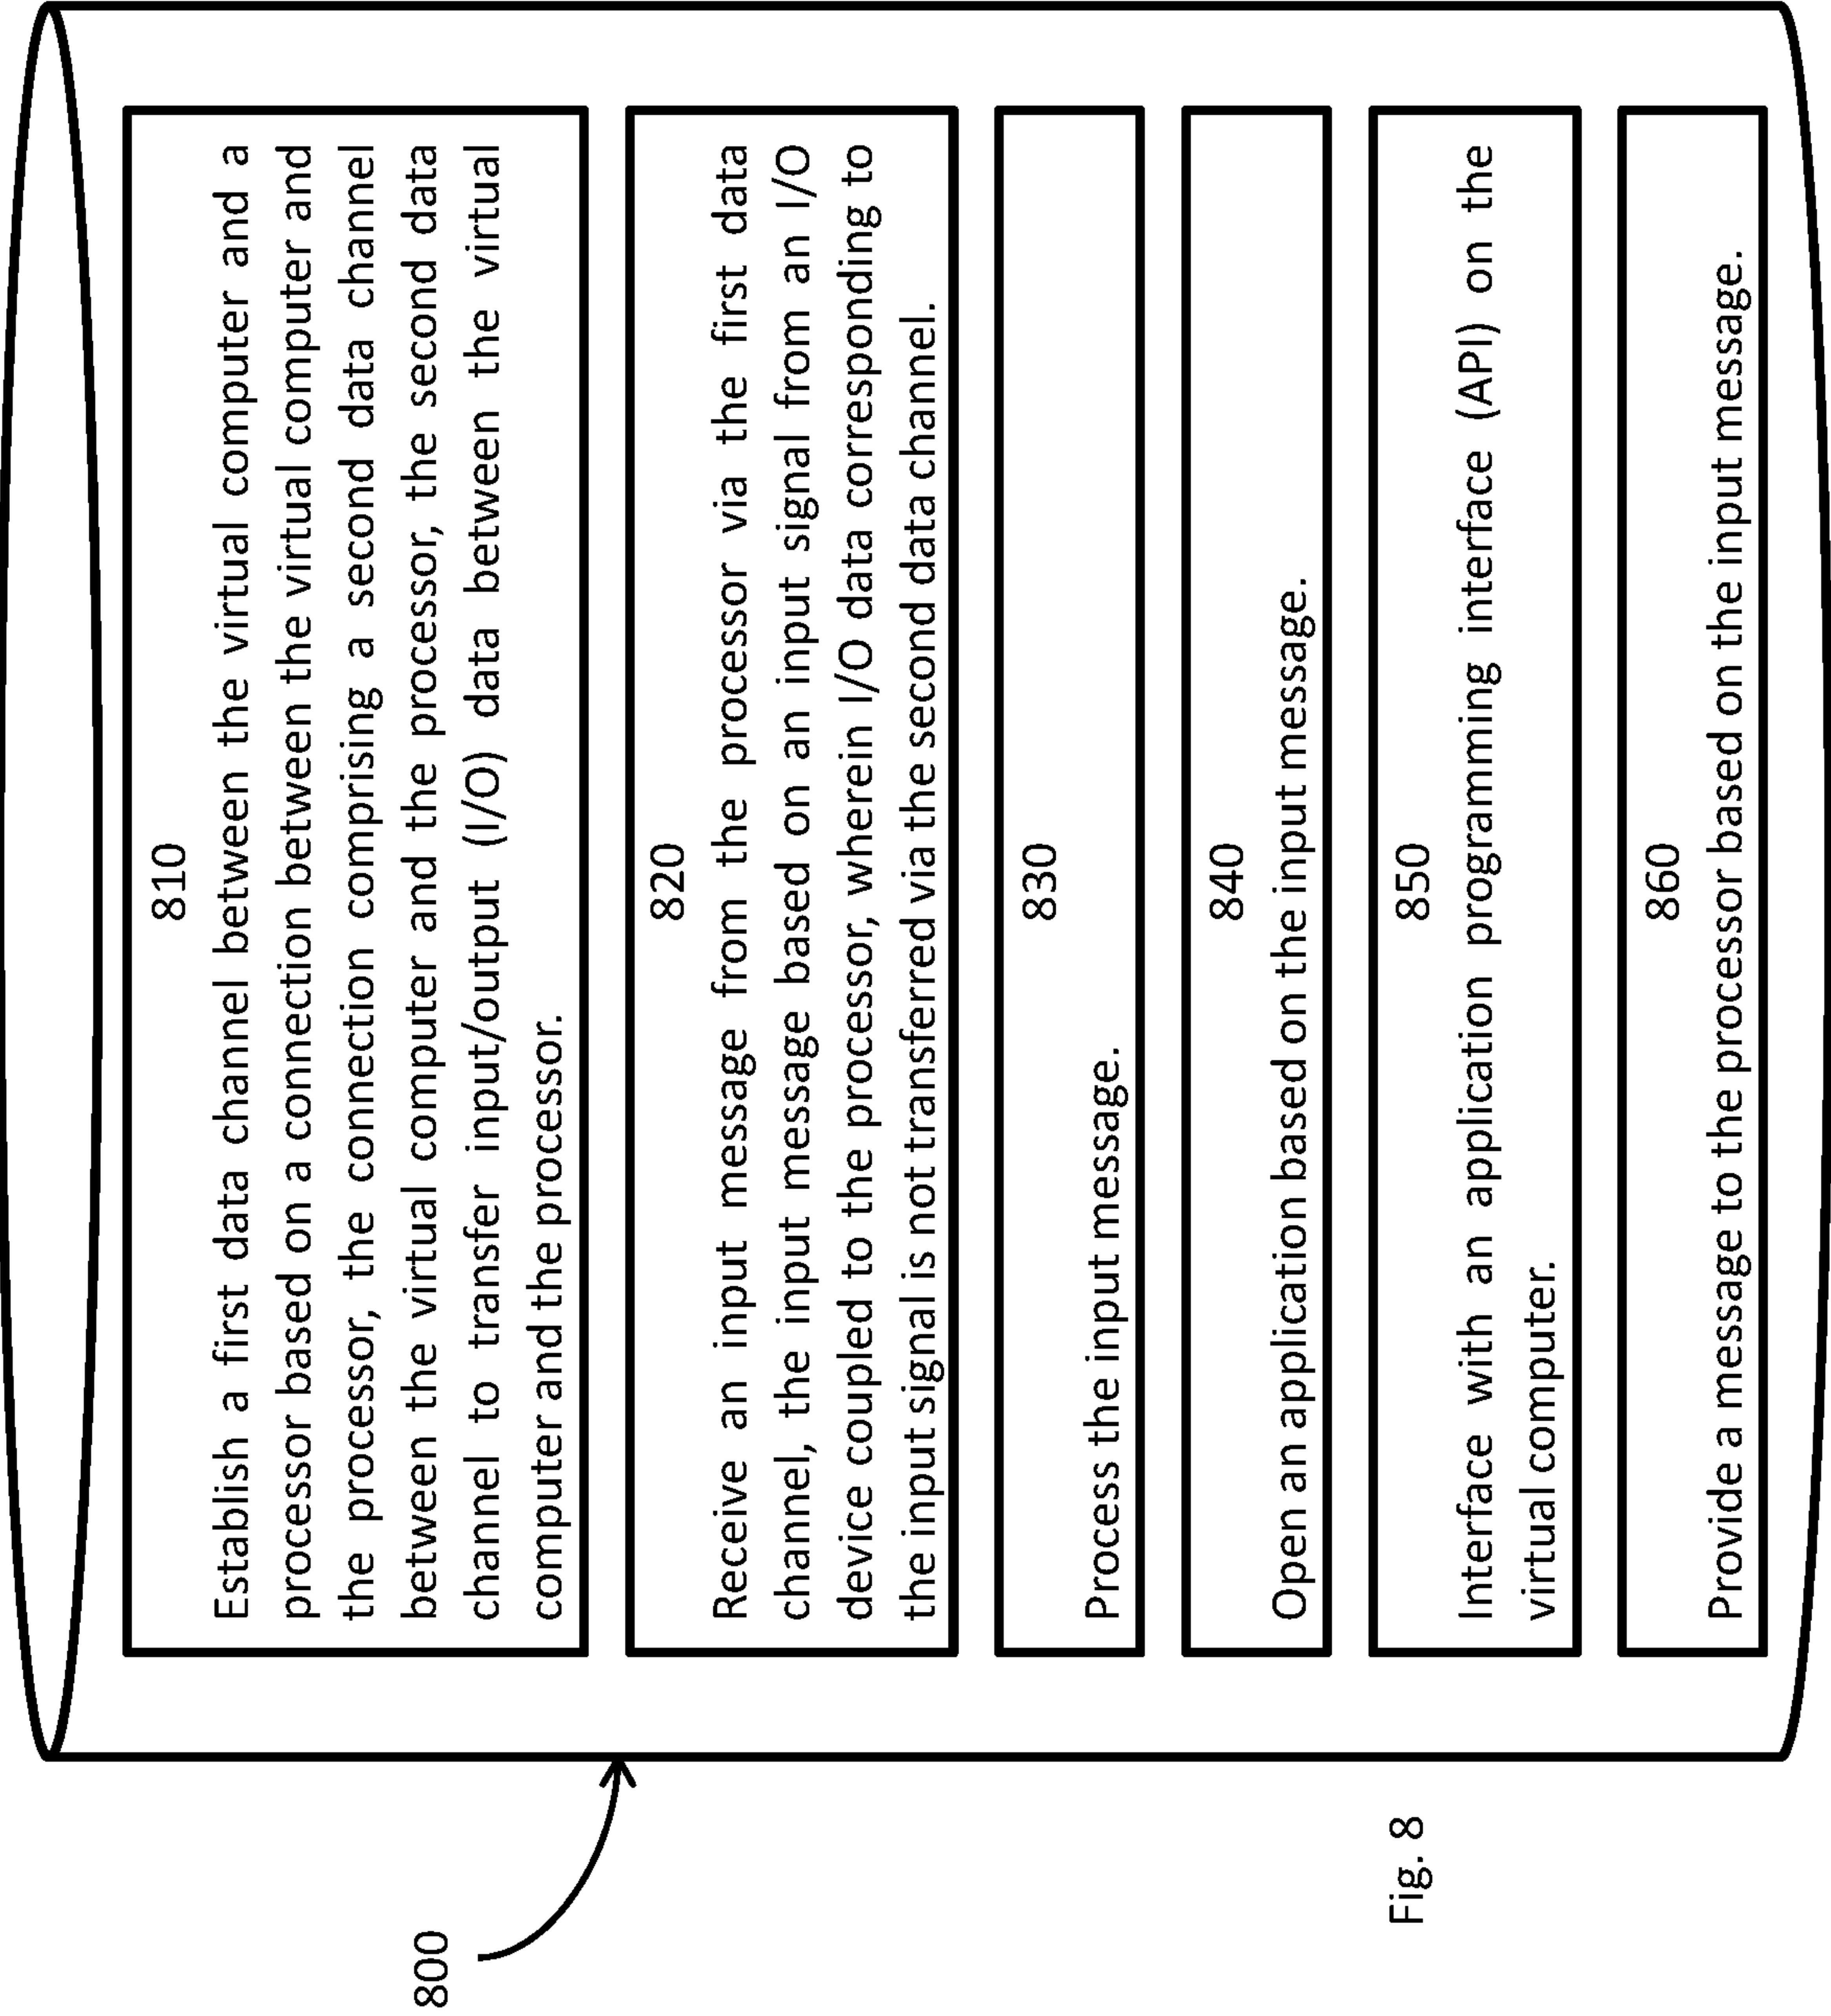 810
Establish a first data channel between the virtual computer and a
processor based on a connection between the virtual computer and
the processor, the connection comprising a second data channel
between the virtual computer and the processor, the second data
channel to transfer input/output (I/O) data between the virtual
computer and the processor.
820
Receive an input message from the processor via the first data
channel, the input message based on an input signal from an I/O
device coupled to the processor, wherein I/O data corresponding to
the input signal is not transferred via the second data channel.
830
Process the input message.
840
Open an application based on the input message.
850
Interface with an application programming interface (API) on the
virtual computer.
860
Provide a message to the processor based on the input message.
800
Fig. 8